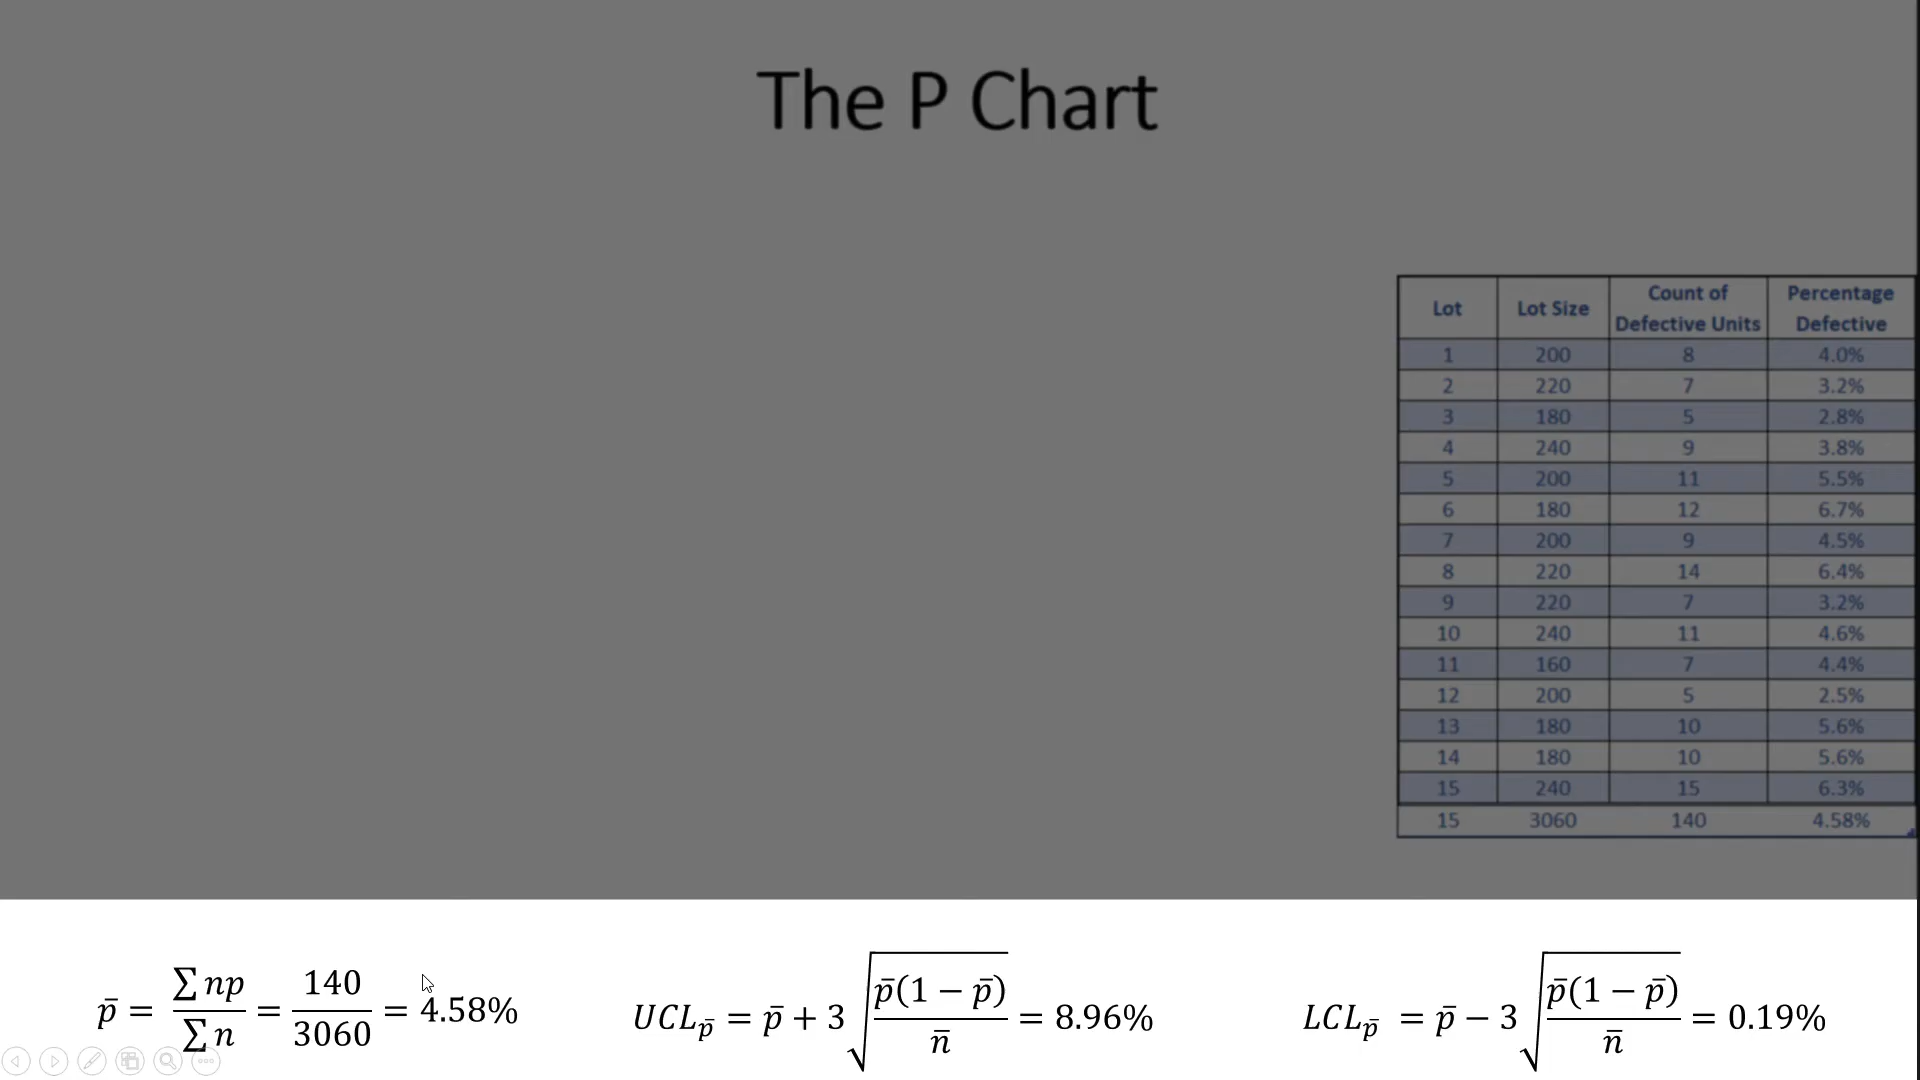 The P Chart
Lot Lot Size Count of Defective Units Percentage Defective
1 200 8 4.0%
2 220 7 3.2%
3 180 5 2.8%
4 240 9 3.8%
5 200 11 5.5%
6 180 12 6.7%
7 200 9 4.5%
8 220 14 6.4%
9 220 7 3.2%
10 240 11 4.6%
11 160 7 4.4%
12 200 5 2.5%
13 180 10 5.6%
14 180 10 5.6%
15 240 15 6.3%
15 3060 140 4.58%
p̄ = ∑np / ∑n = 140 / 3060 = 4.58%
UCL_p̄ = p̄ + 3√(p̄(1 − p̄) / n̄) = 8.96%
LCL_p̄ = p̄ − 3√(p̄(1 − p̄) / n̄) = 0.19%